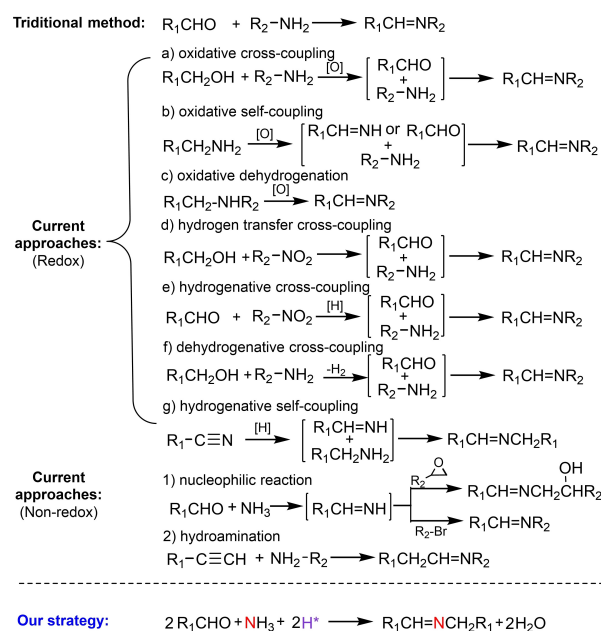 Triditional method: R₁CHO + R₂−NH₂ → R₁CH=NR₂
a) oxidative cross-coupling
R₁CH₂OH + R₂−NH₂ [O] → [R₁CHO + R₂−NH₂] → R₁CH=NR₂
b) oxidative self-coupling
R₁CH₂NH₂ [O] → [R₁CH=NH or R₁CHO + R₂−NH₂] → R₁CH=NR₂
c) oxidative dehydrogenation
R₁CH₂-NHR₂ [O] → R₁CH=NR₂
Current approaches: (Redox)
d) hydrogen transfer cross-coupling
R₁CH₂OH + R₂−NO₂ → [R₁CHO + R₂−NH₂] → R₁CH=NR₂
e) hydrogenative cross-coupling
R₁CHO + R₂−NO₂ [H] → [R₁CHO + R₂−NH₂] → R₁CH=NR₂
f) dehydrogenative cross-coupling
R₁CH₂OH + R₂−NH₂ -H₂ → [R₁CHO + R₂−NH₂] → R₁CH=NR₂
g) hydrogenative self-coupling
R₁−C≡N [H] → [R₁CH=NH + R₁CH₂NH₂] → R₁CH=NCH₂R₁
Current approaches: (Non-redox)
1) nucleophilic reaction
R₁CHO + NH₃ → [R₁CH=NH] R₂ O → R₁CH=NCH₂CHR₂ OH
R₂-Br → R₁CH=NR₂
2) hydroamination
R₁−C≡CH + NH₂−R₂ → R₁CH₂CH=NR₂
Our strategy: 2 R₁CHO + NH₃ + 2H* → R₁CH=NCH₂R₁ + 2H₂O